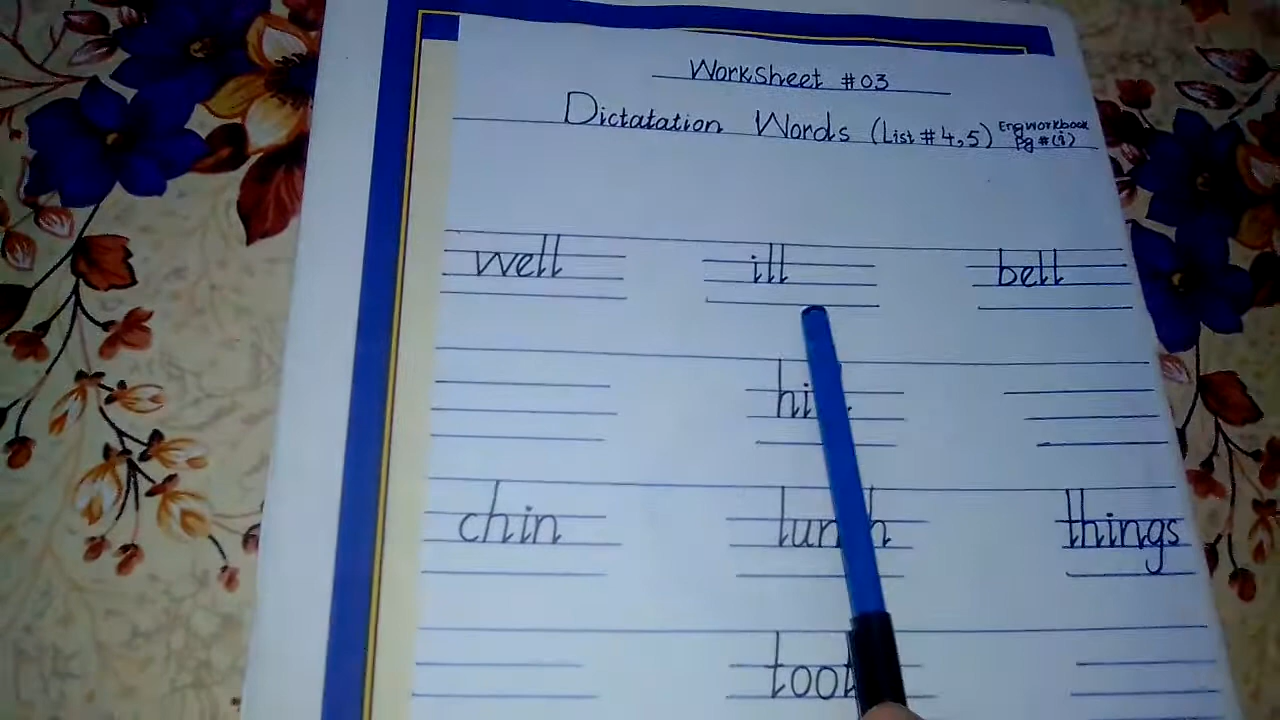 Worksheet #03
Dictatation Words (List #4,5) Eng workbook Pg #(i)
well ill bell
chin things